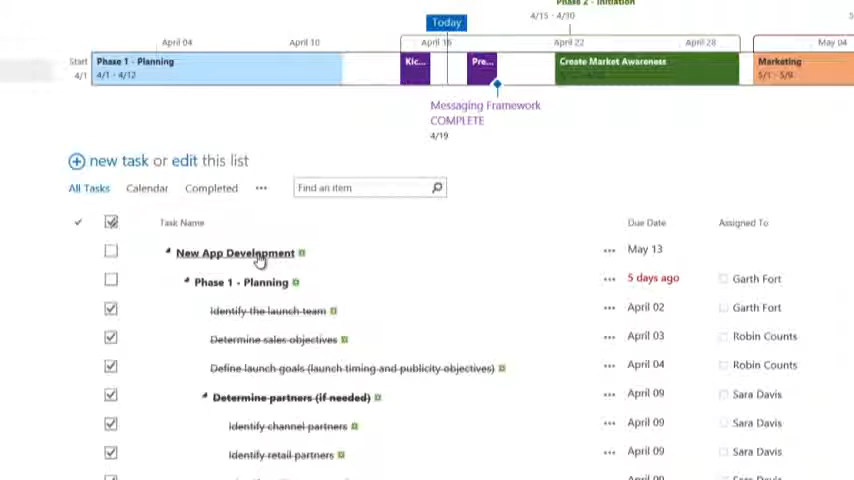 Phase 2 - Initiation
4/15 - 4/30
Today
April 04
April 10
April 16
April 22
April 28
May 04
Start
4/1
Phase 1 - Planning
4/1 - 4/12
Kic...
Pre...
Create Market Awareness
Marketing
5/1 - 5/9
Messaging Framework
COMPLETE
4/19
new task or edit this list
All Tasks Calendar Completed ••• Find an item
Task Name Due Date Assigned To
New App Development ••• May 13
Phase 1 - Planning ••• 5 days ago Garth Fort
Identify the launch team ••• April 02 Garth Fort
Determine sales objectives ••• April 03 Robin Counts
Define launch goals (launch timing and publicity objectives) ••• April 04 Robin Counts
Determine partners (if needed) ••• April 09 Sara Davis
Identify channel partners ••• April 09 Sara Davis
Identify retail partners ••• April 09 Sara Davis
April 09 Sara Davis